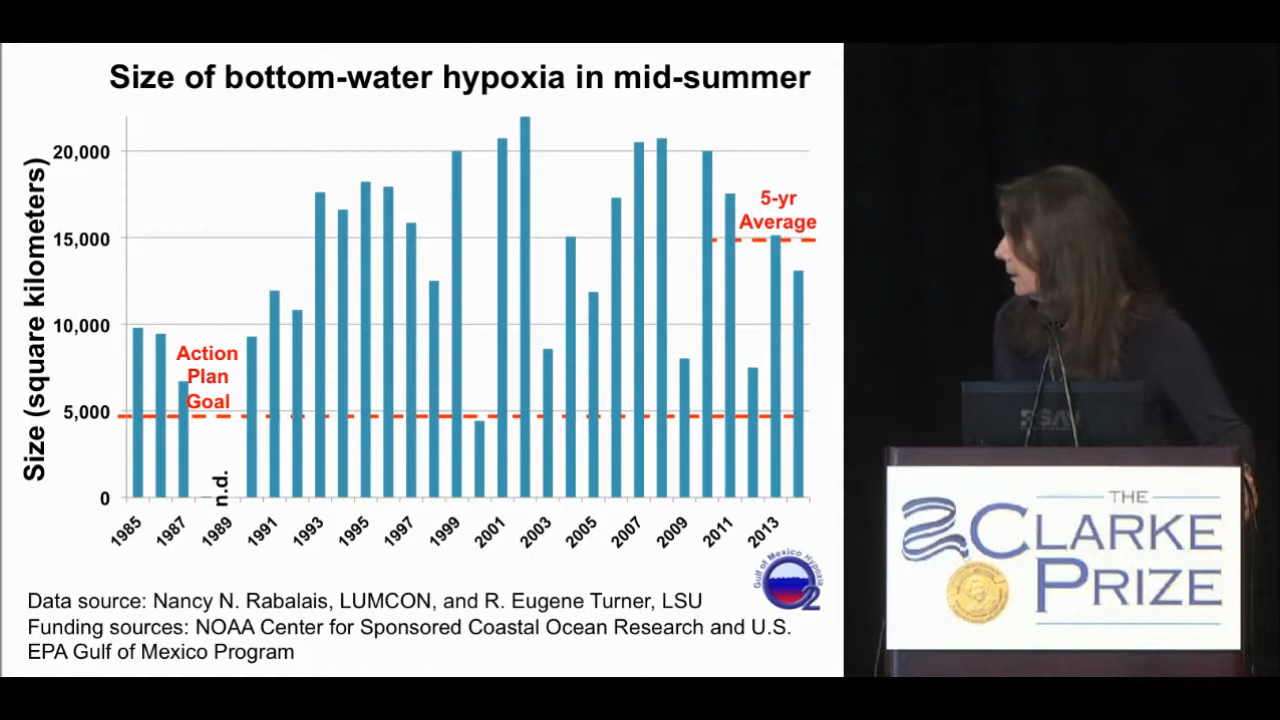 Size of bottom-water hypoxia in mid-summer
Size (square kilometers)
20,000
15,000
10,000
5,000
0
Action
Plan
Goal
5-yr
Average
n.d.
1985
1987
1989
1991
1993
1995
1997
1999
2001
2003
2005
2007
2009
2011
2013
Gulf of Mexico Hypoxia
O2
Data source: Nancy N. Rabalais, LUMCON, and R. Eugene Turner, LSU
Funding sources: NOAA Center for Sponsored Coastal Ocean Research and U.S.
EPA Gulf of Mexico Program
THE
CLARKE
PRIZE